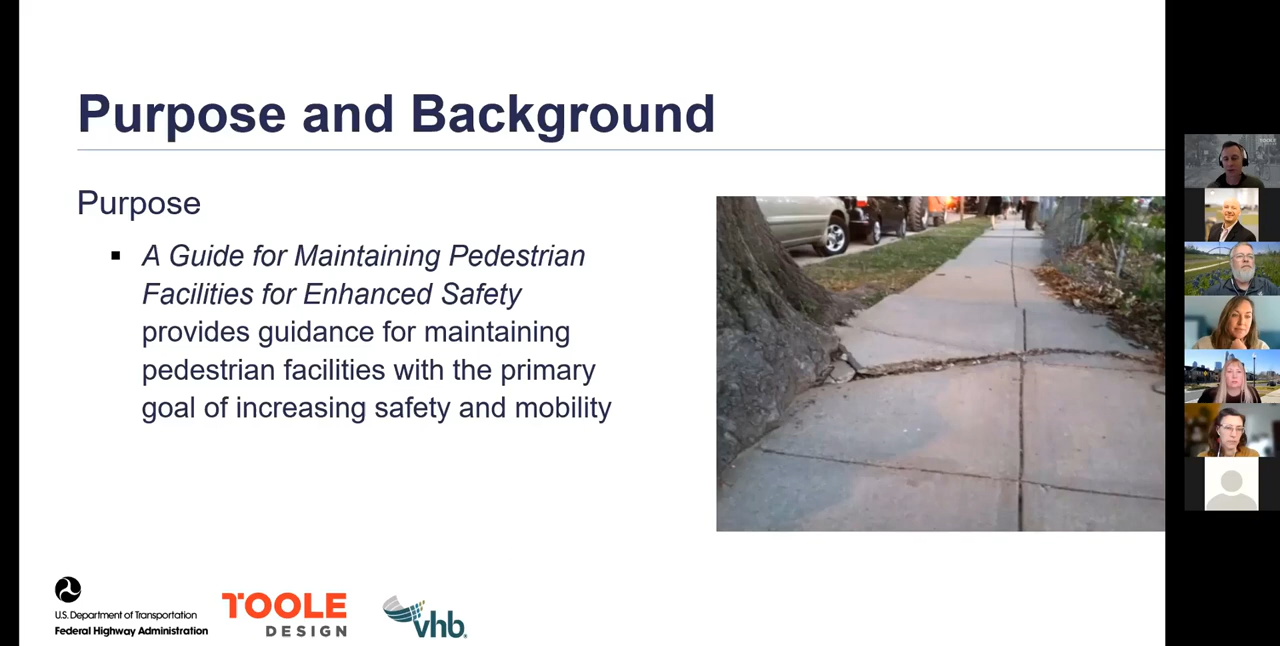 Purpose and Background
Purpose
A Guide for Maintaining Pedestrian
Facilities for Enhanced Safety
provides guidance for maintaining
pedestrian facilities with the primary
goal of increasing safety and mobility
U.S. Department of Transportation
Federal Highway Administration
TOOLE
DESIGN
vhb.